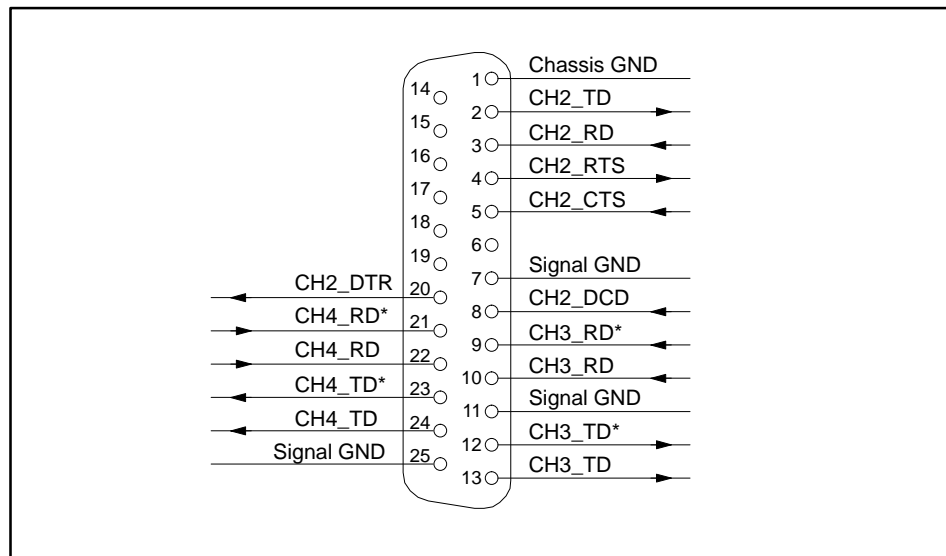 1 Chassis GND
14
2 CH2_TD
15
3 CH2_RD
16
4 CH2_RTS
17
5 CH2_CTS
18
6
19
7 Signal GND
CH2_DTR 20
8 CH2_DCD
CH4_RD* 21
9 CH3_RD*
CH4_RD 22
10 CH3_RD
CH4_TD* 23
11 Signal GND
CH4_TD 24
12 CH3_TD*
Signal GND 25
13 CH3_TD